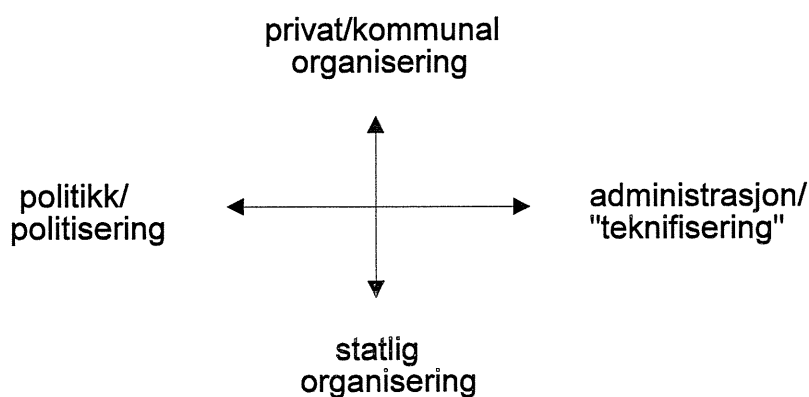 privat/kommunal
organisering
politikk/
politisering
administrasjon/
"teknifisering"
statlig
organisering